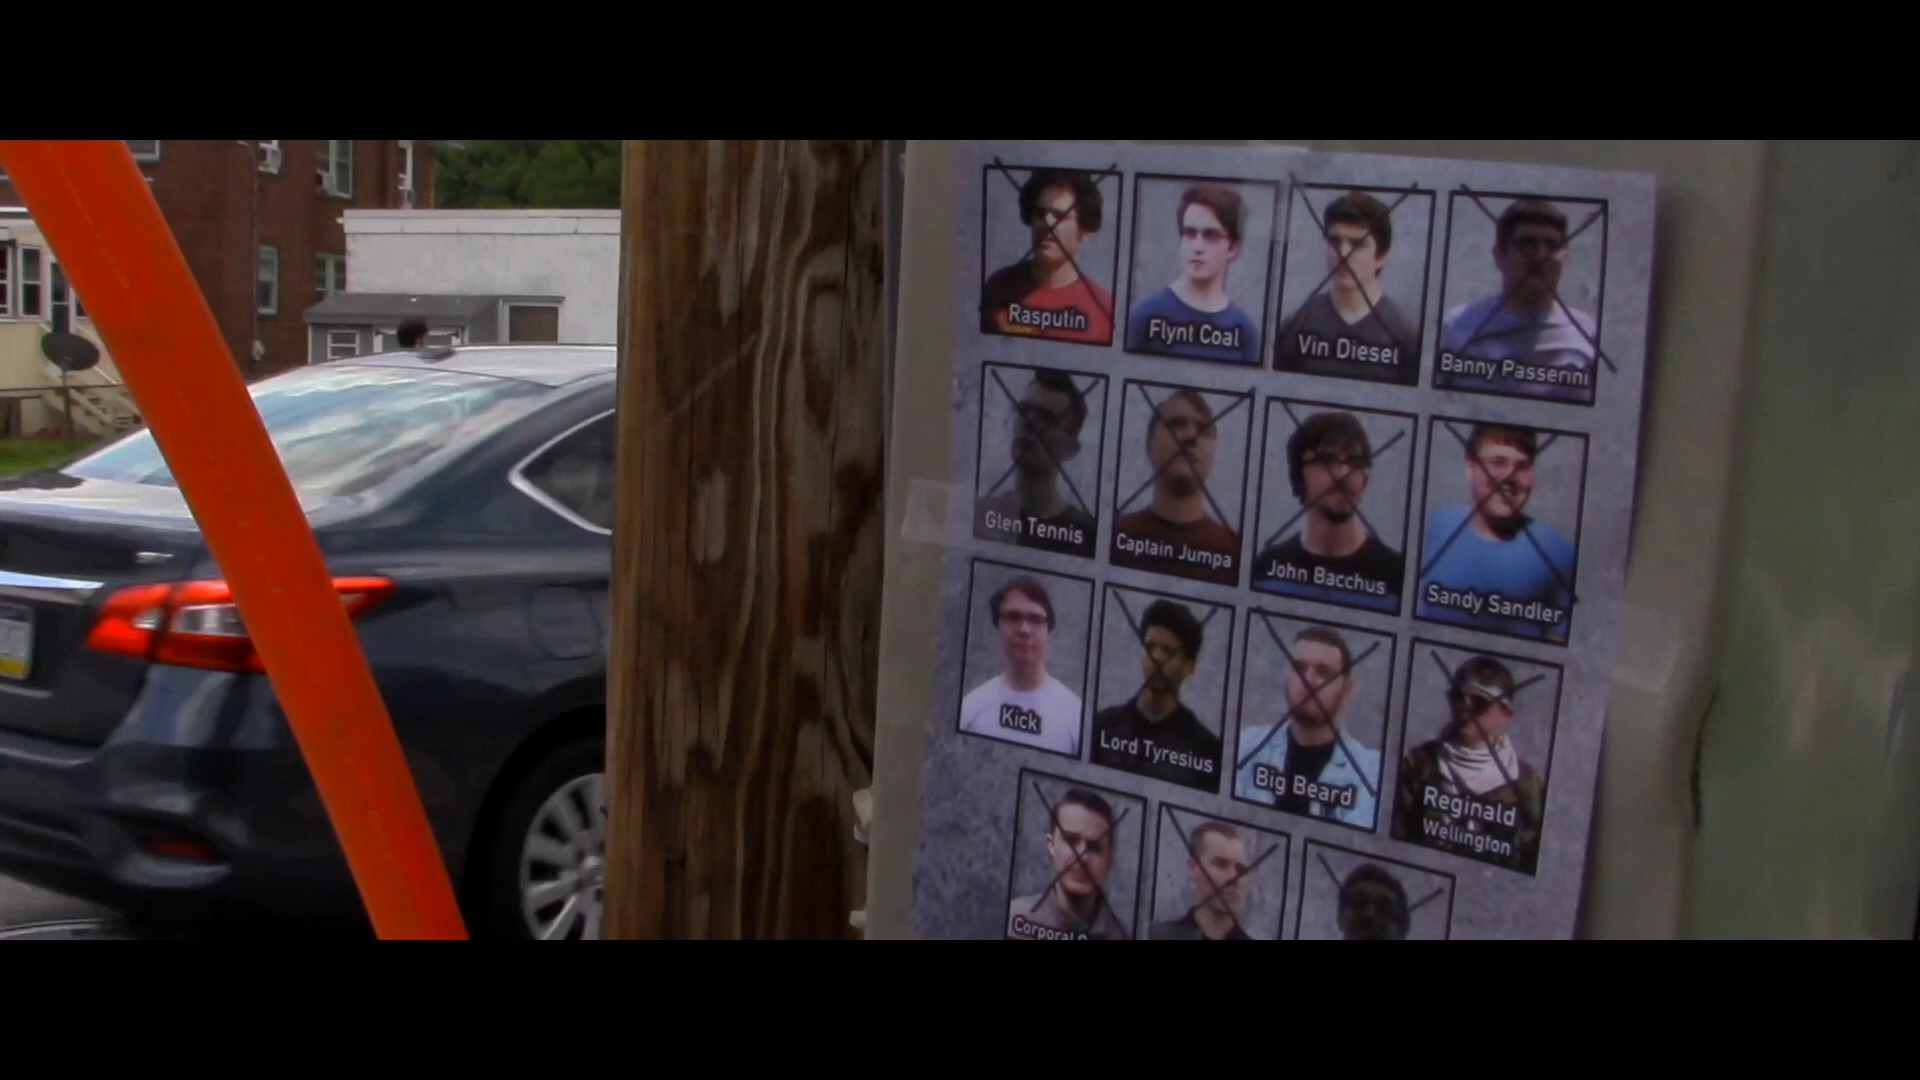 Rasputin
Flynt Coal
Vin Diesel
Banny Passerini
Glen Tennis
Captain Jumpa
John Bacchus
Sandy Sandler
Kick
Lord Tyresius
Big Beard
Reginald
Wellington
Corporal